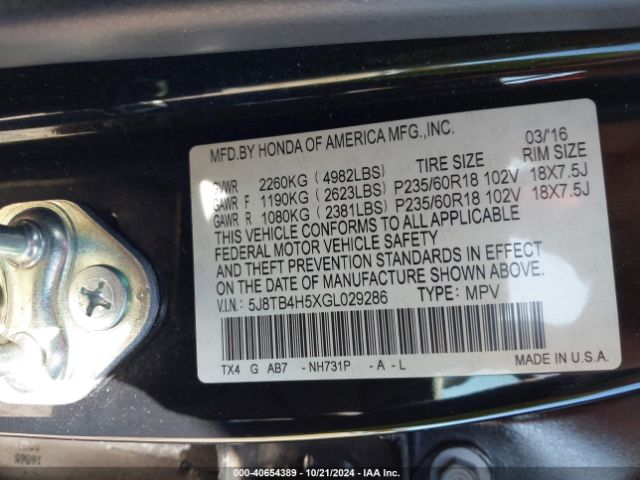 MFD.BY HONDA OF AMERICA MFG.,INC. 03/'16
TIRE SIZE RIM SIZE
GVWR 2260KG (4982LBS)
GAWR F 1190KG (2623LBS) P235/60R18 102V 18X7.5J
GAWR R 1080KG (2381LBS) P235/60R18 102V 18X7.5J
THIS VEHICLE CONFORMS TO ALL APPLICABLE
FEDERAL MOTOR VEHICLE SAFETY
AND THEFT PREVENTION STANDARDS IN EFFECT
ON THE DATE OF MANUFACTURE SHOWN ABOVE.
V.I.N.: 5J8TB4H5XGL029286 TYPE: MPV
TX4 G AB7 -NH731P -A -L MADE IN U.S.A.
000-40654389 | 10/21/2024 | IAA Inc.